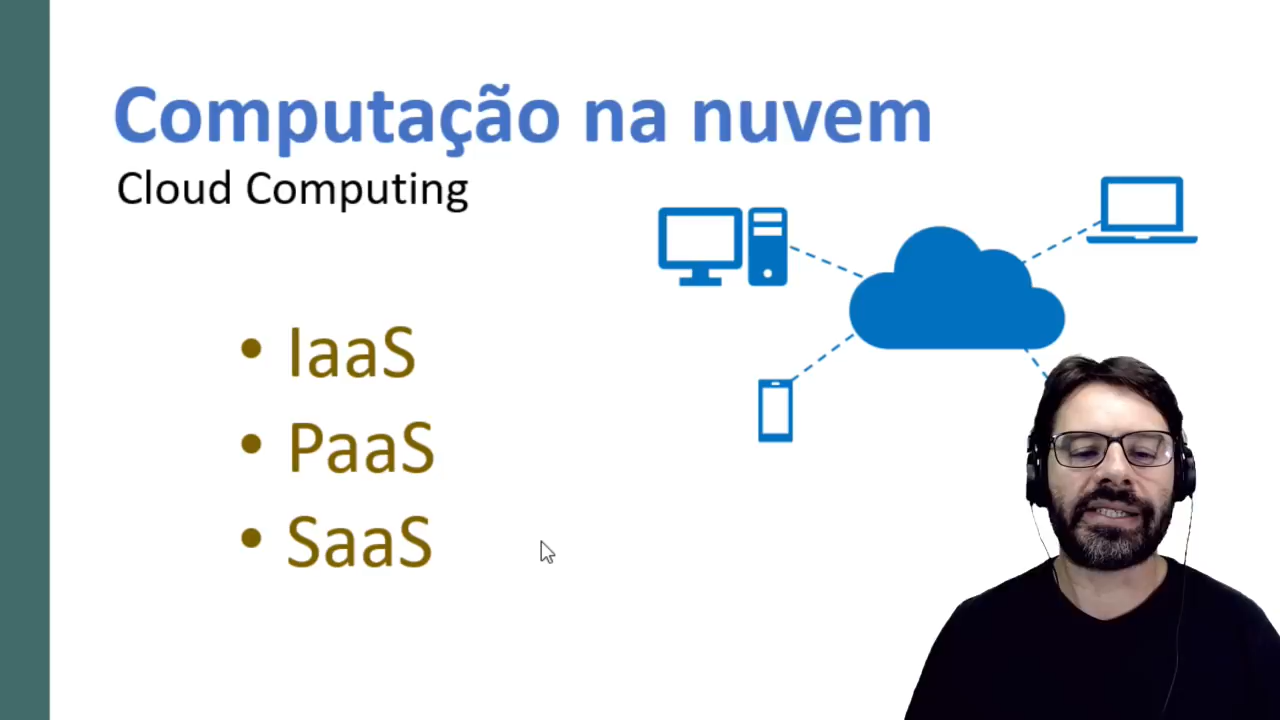 Computação na nuvem
Cloud Computing
• IaaS
• PaaS
• SaaS